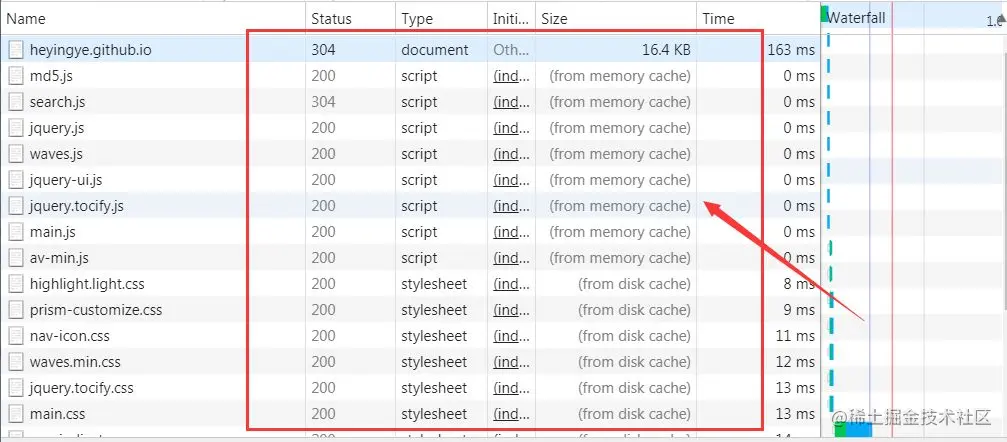 Name Status Type Initi... Size Time Waterfall 1.0
heyingye.github.io 304 document Oth... 16.4 KB 163 ms
md5.js 200 script (ind... (from memory cache) 0 ms
search.js 304 script (ind... (from memory cache) 0 ms
jquery.js 200 script (ind... (from memory cache) 0 ms
waves.js 200 script (ind... (from memory cache) 0 ms
jquery-ui.js 200 script (ind... (from memory cache) 0 ms
jquery.tocify.js 200 script (ind... (from memory cache) 0 ms
main.js 200 script (ind... (from memory cache) 0 ms
av-min.js 200 script (ind... (from memory cache) 0 ms
highlight.light.css 200 stylesheet (ind... (from disk cache) 8 ms
prism-customize.css 200 stylesheet (ind... (from disk cache) 9 ms
nav-icon.css 200 stylesheet (ind... (from disk cache) 11 ms
waves.min.css 200 stylesheet (ind... (from disk cache) 12 ms
jquery.tocify.css 200 stylesheet (ind... (from disk cache) 13 ms
main.css 200 stylesheet (ind... (from disk cache) 13 ms
@稀土掘金技术社区